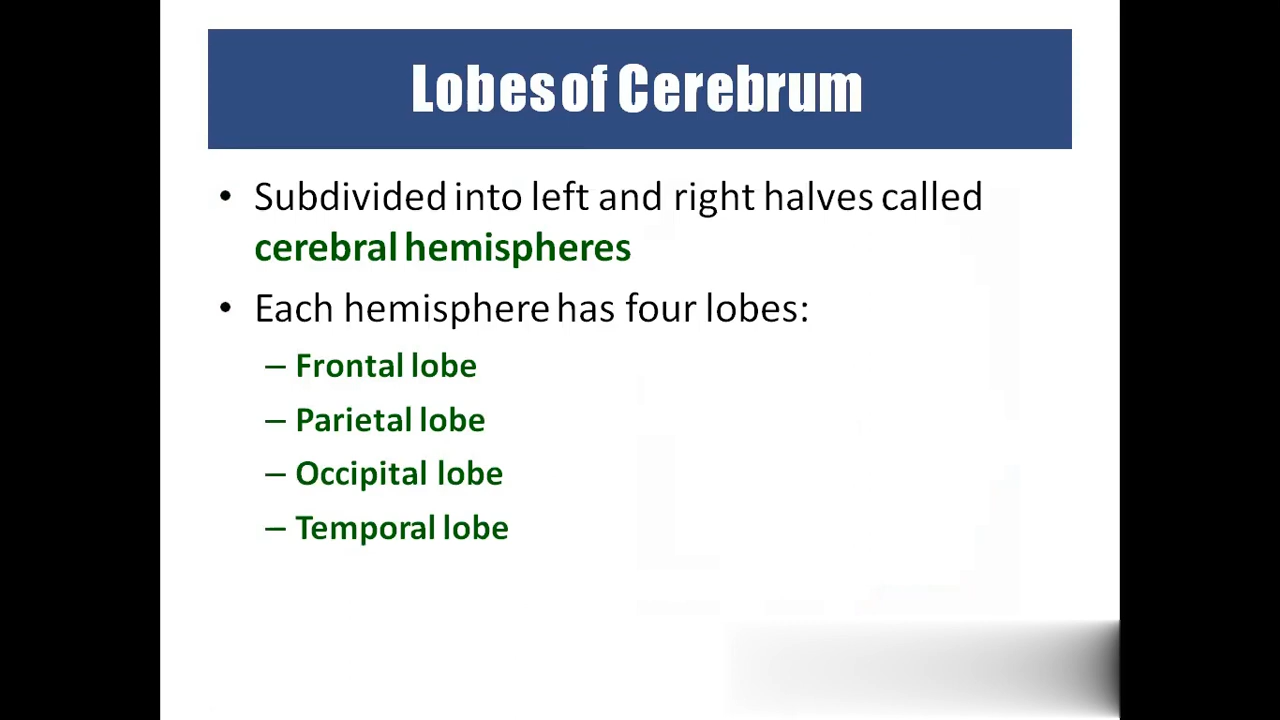 Lobes of Cerebrum
• Subdivided into left and right halves called
cerebral hemispheres
• Each hemisphere has four lobes:
– Frontal lobe
– Parietal lobe
– Occipital lobe
– Temporal lobe